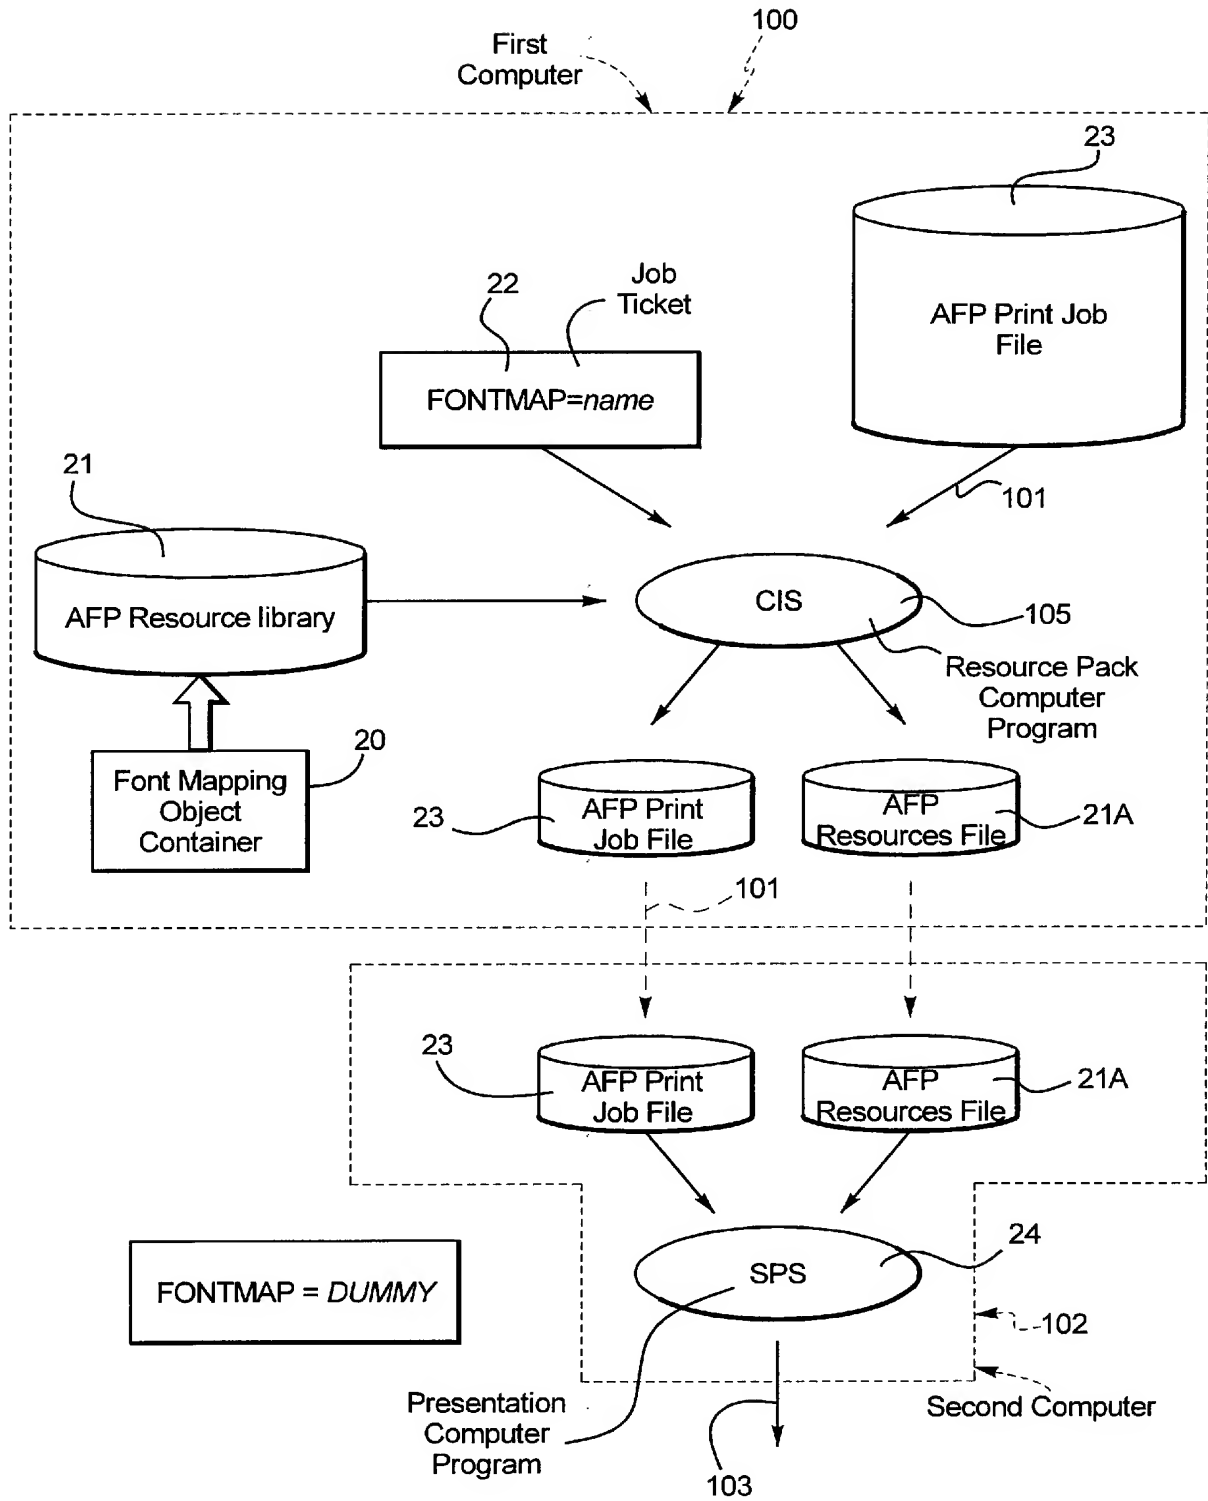 100
First
Computer
23
AFP Print Job
File
Job
Ticket
22
FONTMAP=name
101
21
AFP Resource library
CIS
105
Resource Pack
Computer
Program
20
Font Mapping
Object
Container
23
AFP Print
Job File
AFP
Resources File
21A
101
23
AFP Print
Job File
AFP
Resources File
21A
24
SPS
FONTMAP = DUMMY
102
Second Computer
Presentation
Computer
Program
103